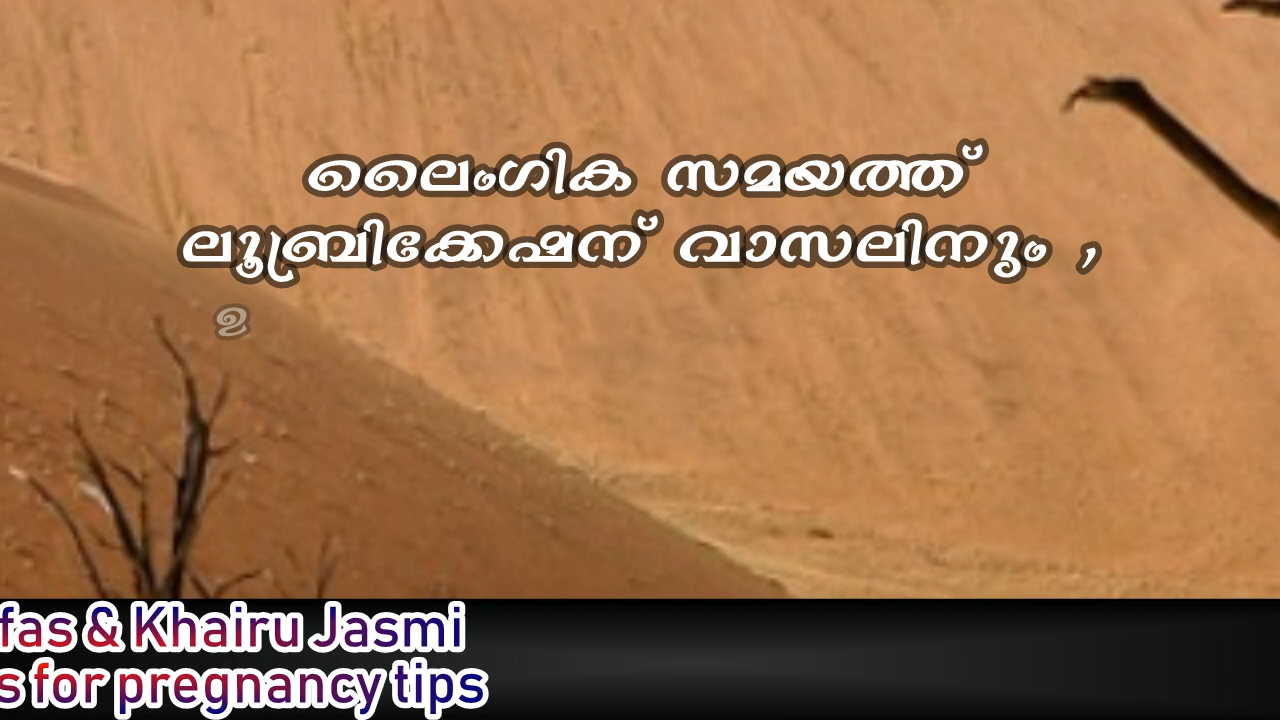 ലൈംഗിക സമയത്ത്
ലൂബ്രിക്കേഷന് വാസലിനും ,
ഉ
fas & Khairu Jasmi
s for pregnancy tips